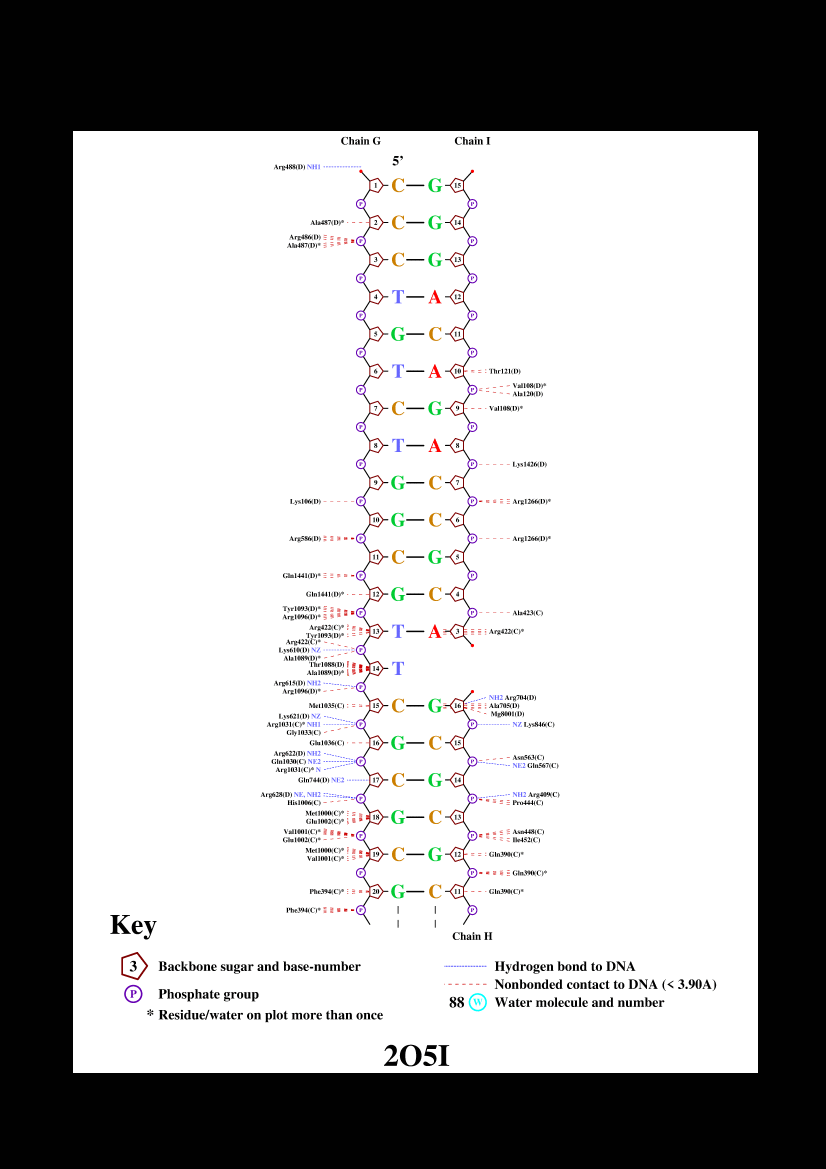 Chain G Chain I
5’
Arg488(D) NH1
1 C G 15
P P
Ala487(D)* 2 C G 14
Arg486(D)
Ala487(D)* P P
3 C G 13
P P
4 T A 12
P P
5 G C 11
P P
6 T A 10 Thr121(D)
P P Val108(D)*
Ala120(D)
7 C G 9 Val108(D)*
P P
8 T A 8
P P Lys1426(D)
9 G C 7
Lys106(D) P P Arg1266(D)*
10 G C 6
Arg586(D) P P Arg1266(D)*
11 C G 5
Gln1441(D)* P P
Gln1441(D)* 12 G C 4
Tyr1093(D)*
Arg1096(D)* P P Ala423(C)
Arg422(C)*
Tyr1093(D)* 13 T A 3 Arg422(C)*
Arg422(C)*
Lys610(D) NZ P
Ala1089(D)*
Thr1088(D)
Ala1089(D)* 14 T
Arg615(D) NH2
Arg1096(D)* P
Met1035(C) 15 C G 16 NH2 Arg704(D)
Ala705(D)
Mg8001(D)
Lys621(D) NZ
Arg1031(C)* NH1 P P NZ Lys846(C)
Gly1033(C)
Glu1036(C) 16 G C 15
Arg622(D) NH2
Gln1030(C) NE2 P P Asn563(C)
Arg1031(C)* N NE2 Gln567(C)
Gln744(D) NE2 17 C G 14
Arg628(D) NE, NH2 P P NH2 Arg409(C)
His1006(C) Pro444(C)
Met1000(C)*
Glu1002(C)* 18 G C 13
Val1001(C)* P P Asn448(C)
Glu1002(C)* Ile452(C)
Met1000(C)*
Val1001(C)* 19 C G 12 Gln390(C)*
P P Gln390(C)*
Phe394(C)* 20 G C 11 Gln390(C)*
Phe394(C)* P P
Chain H
Key
3 Backbone sugar and base-number
P Phosphate group
* Residue/water on plot more than once
Hydrogen bond to DNA
Nonbonded contact to DNA (< 3.90A)
88 W Water molecule and number
2O5I